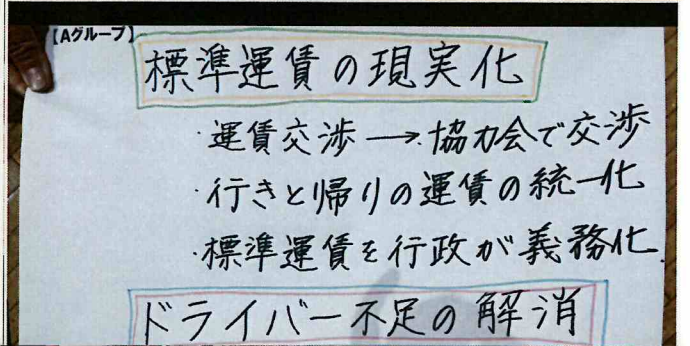 【Aグループ】
標準運賃の現実化
・運賃交渉→協力会で交渉
・行きと帰りの運賃の統一化
・標準運賃を行政が義務化
ドライバー不足の解消